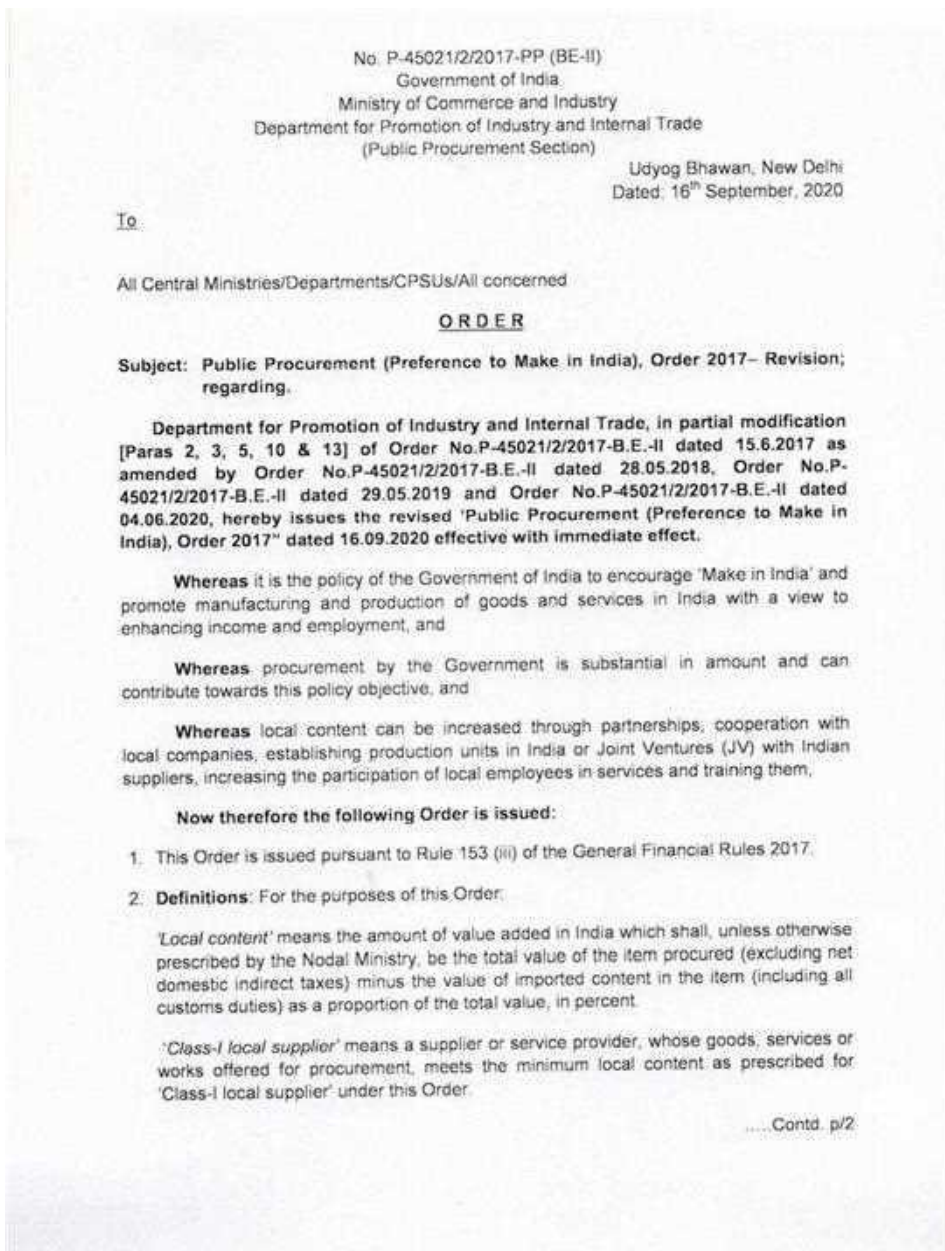 No. P-45021/2/2017-PP (BE-II)
Government of India
Ministry of Commerce and Industry
Department for Promotion of Industry and Internal Trade
(Public Procurement Section)
Udyog Bhawan, New Delhi
Dated: 16th September, 2020
To
All Central Ministries/Departments/CPSUs/All concerned
ORDER
Subject: Public Procurement (Preference to Make in India), Order 2017– Revision;
regarding.
Department for Promotion of Industry and Internal Trade, in partial modification
[Paras 2, 3, 5, 10 & 13] of Order No.P-45021/2/2017-B.E.-II dated 15.6.2017 as
amended by Order No.P-45021/2/2017-B.E.-II dated 28.05.2018, Order No.P-
45021/2/2017-B.E.-II dated 29.05.2019 and Order No.P-45021/2/2017-B.E.-II dated
04.06.2020, hereby issues the revised 'Public Procurement (Preference to Make in
India), Order 2017" dated 16.09.2020 effective with immediate effect.
Whereas it is the policy of the Government of India to encourage 'Make in India' and
promote manufacturing and production of goods and services in India with a view to
enhancing income and employment, and
Whereas procurement by the Government is substantial in amount and can
contribute towards this policy objective, and
Whereas local content can be increased through partnerships, cooperation with
local companies, establishing production units in India or Joint Ventures (JV) with Indian
suppliers, increasing the participation of local employees in services and training them,
Now therefore the following Order is issued:
1. This Order is issued pursuant to Rule 153 (iii) of the General Financial Rules 2017.
2. Definitions: For the purposes of this Order:
'Local content' means the amount of value added in India which shall, unless otherwise
prescribed by the Nodal Ministry, be the total value of the item procured (excluding net
domestic indirect taxes) minus the value of imported content in the item (including all
customs duties) as a proportion of the total value, in percent.
'Class-I local supplier' means a supplier or service provider, whose goods, services or
works offered for procurement, meets the minimum local content as prescribed for
'Class-I local supplier' under this Order.
.....Contd. p/2